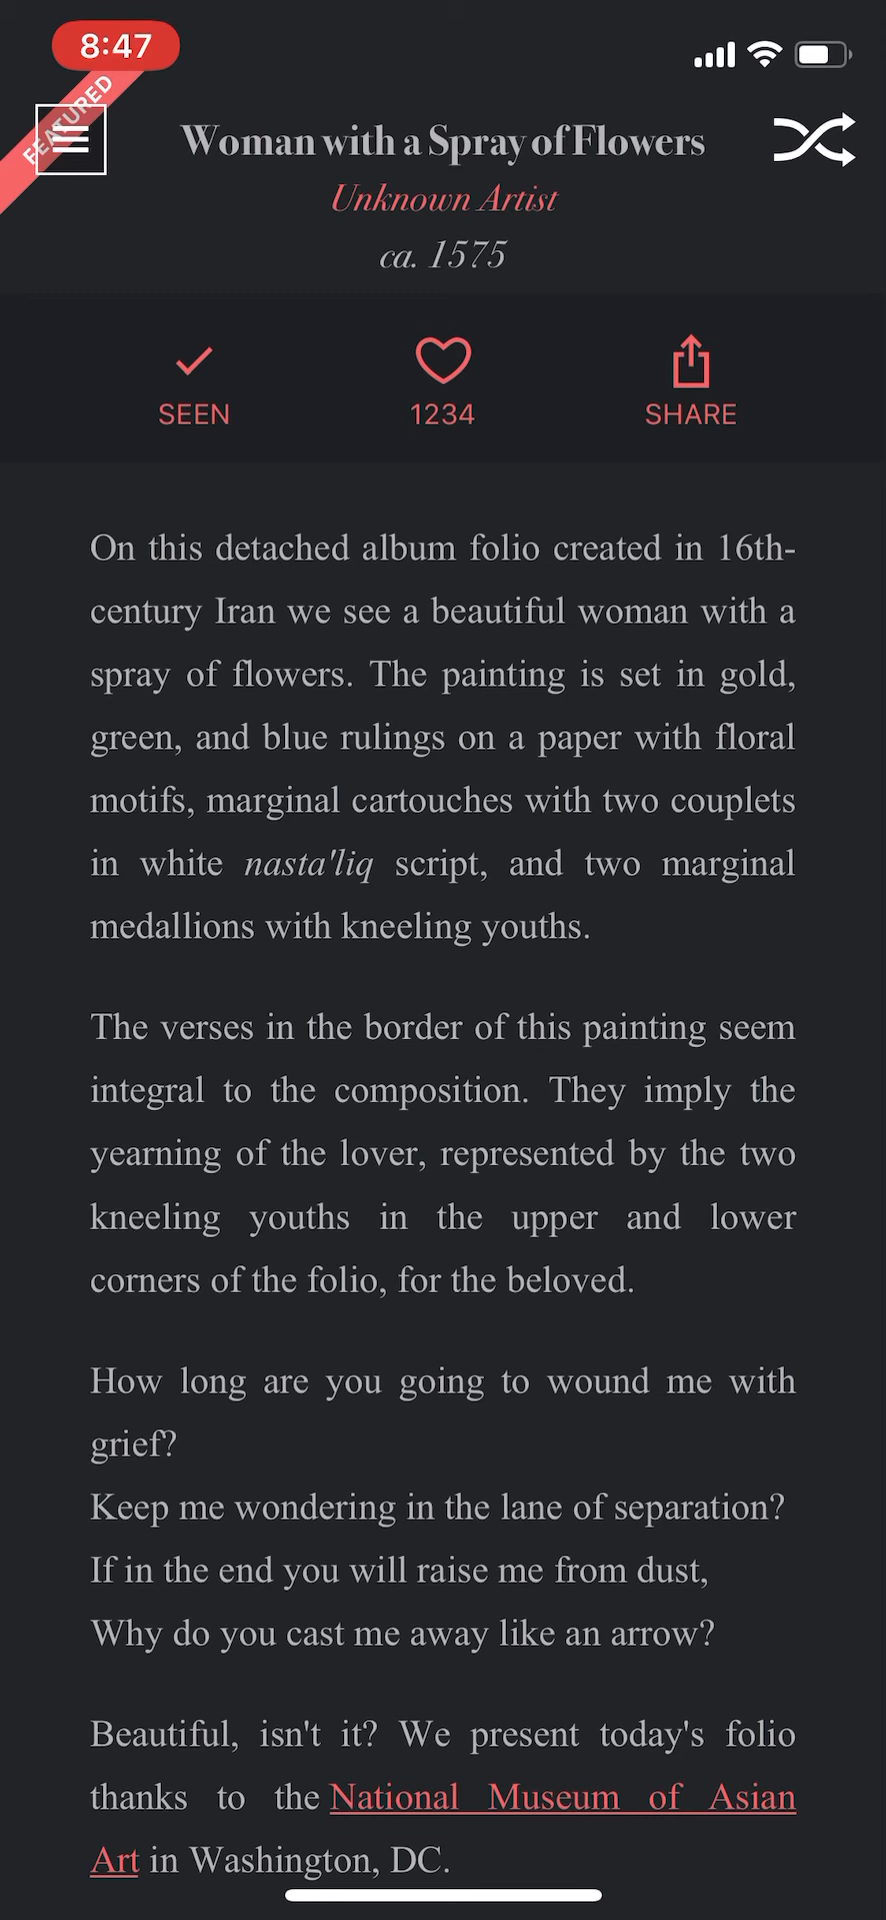 8:47
FEATURED
Woman with a Spray of Flowers
Unknown Artist
ca. 1575
SEEN
1234
SHARE
On this detached album folio created in 16th-
century Iran we see a beautiful woman with a
spray of flowers. The painting is set in gold,
green, and blue rulings on a paper with floral
motifs, marginal cartouches with two couplets
in white nasta'liq script, and two marginal
medallions with kneeling youths.
The verses in the border of this painting seem
integral to the composition. They imply the
yearning of the lover, represented by the two
kneeling youths in the upper and lower
corners of the folio, for the beloved.
How long are you going to wound me with
grief?
Keep me wondering in the lane of separation?
If in the end you will raise me from dust,
Why do you cast me away like an arrow?
Beautiful, isn't it? We present today's folio
thanks to the National Museum of Asian
Art in Washington, DC.